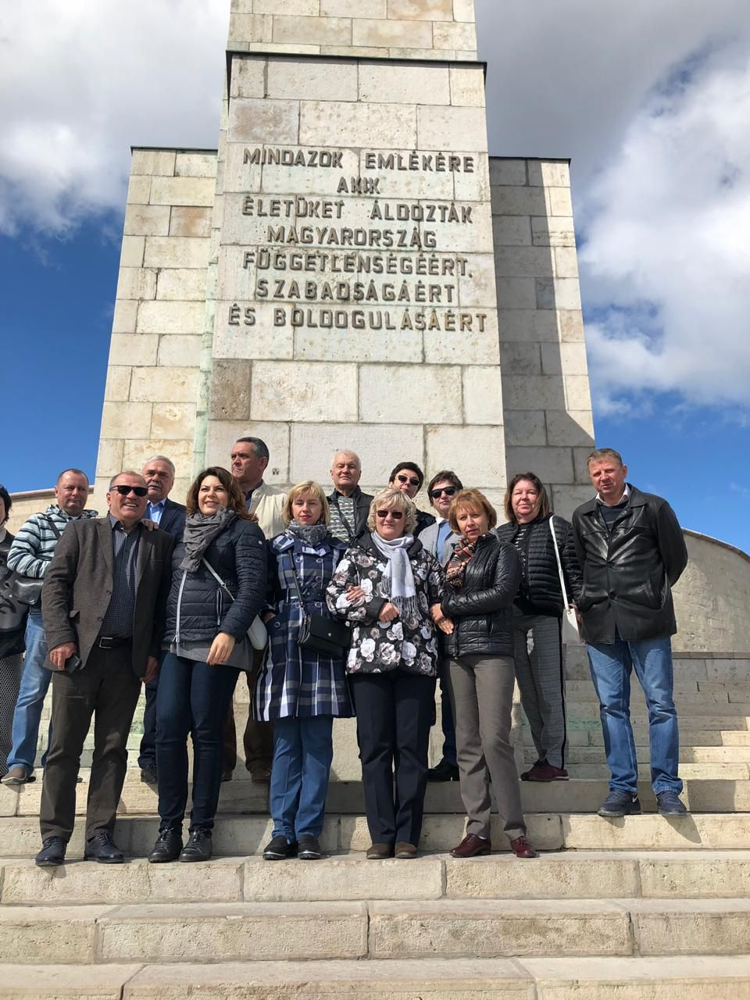 MINDAZOK EMLÉKÉRE
AKIK
ÉLETÜKET ÁLDOZTÁK
MAGYARORSZÁG
FÜGGETLENSÉGÉÉRT,
SZABADSÁGÁÉRT
ÉS BOLDOGULÁSÁÉRT